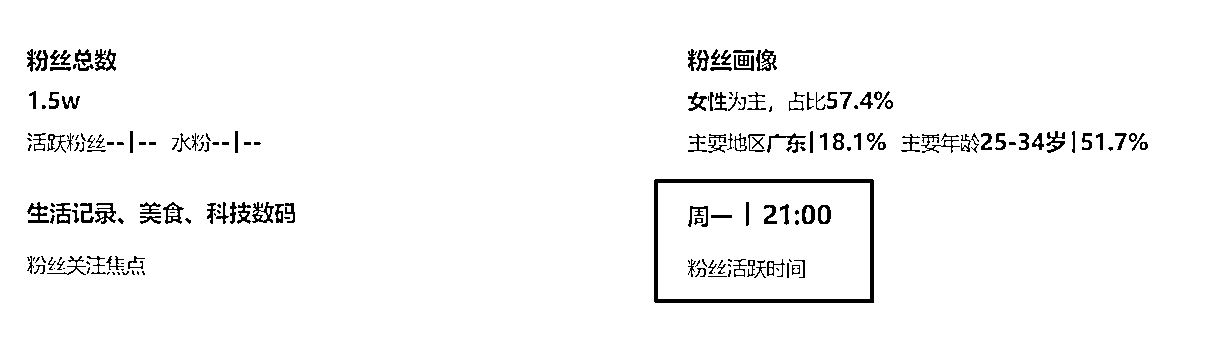 粉丝总数
1.5w
活跃粉丝--|-- 水粉--|--
生活记录、美食、科技数码
粉丝关注焦点
粉丝画像
女性为主，占比57.4%
主要地区广东|18.1% 主要年龄25-34岁|51.7%
周一 | 21:00
粉丝活跃时间